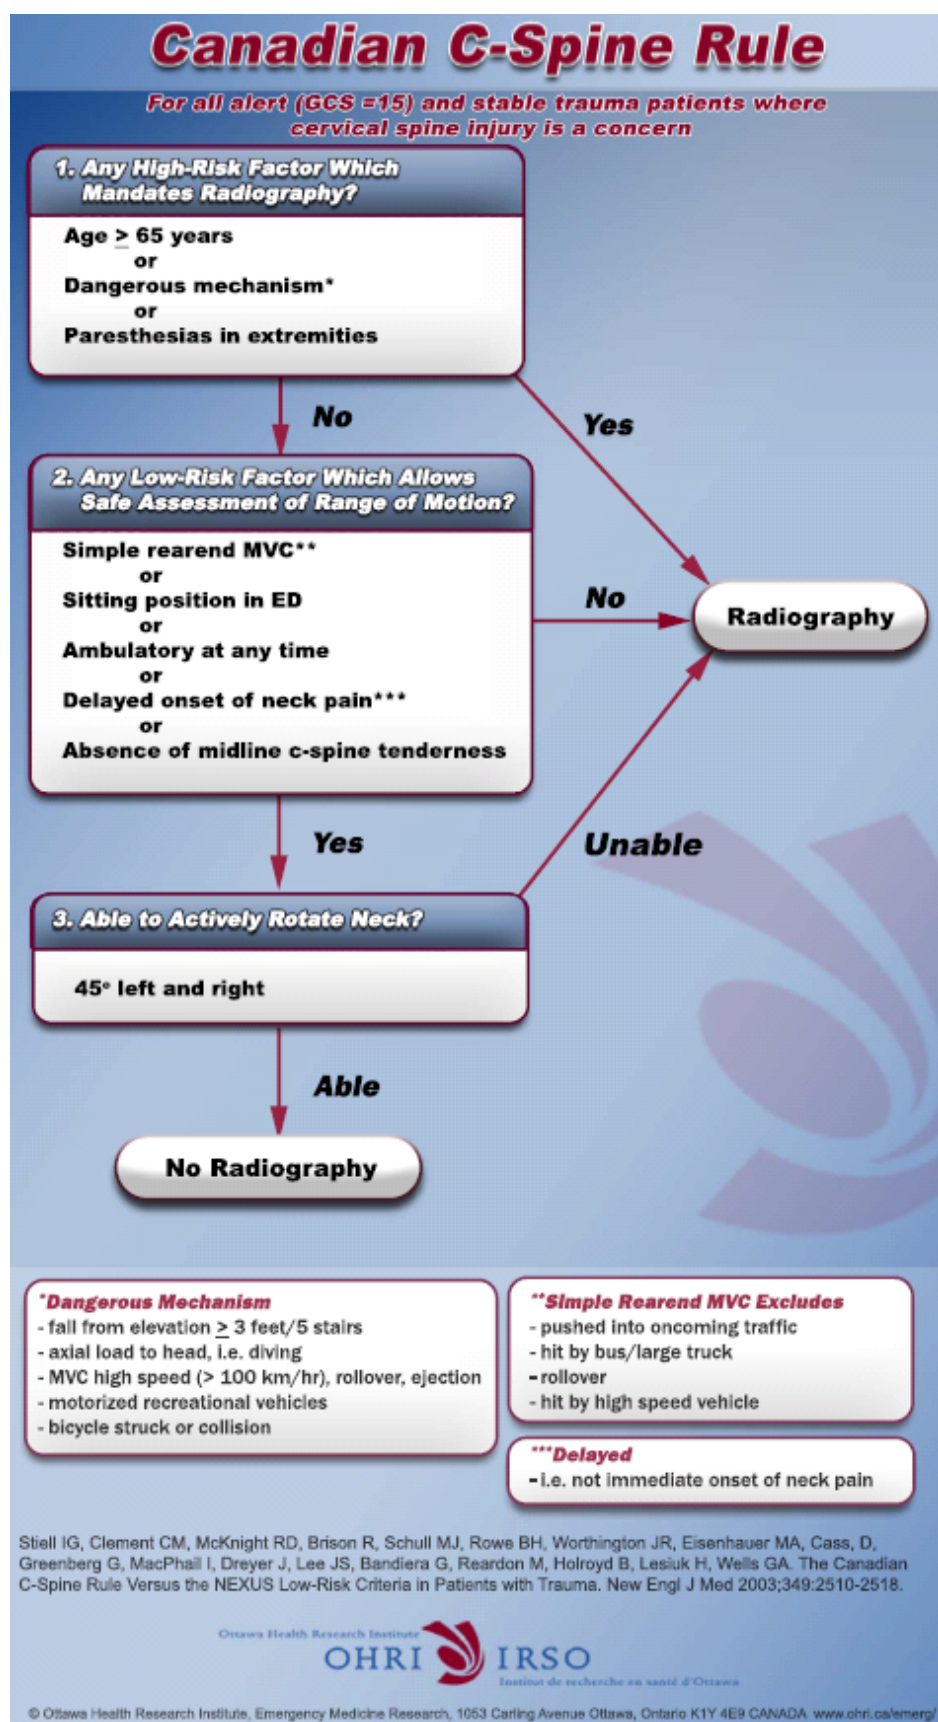 Canadian C-Spine Rule
For all alert (GCS =15) and stable trauma patients where
cervical spine injury is a concern
1. Any High-Risk Factor Which
Mandates Radiography?
Age ≥ 65 years
or
Dangerous mechanism*
or
Paresthesias in extremities
No
Yes
2. Any Low-Risk Factor Which Allows
Safe Assessment of Range of Motion?
Simple rearend MVC**
or
Sitting position in ED
or
Ambulatory at any time
or
Delayed onset of neck pain***
or
Absence of midline c-spine tenderness
No
Radiography
Yes
Unable
3. Able to Actively Rotate Neck?
45° left and right
Able
No Radiography
*Dangerous Mechanism
- fall from elevation ≥ 3 feet/5 stairs
- axial load to head, i.e. diving
- MVC high speed (> 100 km/hr), rollover, ejection
- motorized recreational vehicles
- bicycle struck or collision
**Simple Rearend MVC Excludes
- pushed into oncoming traffic
- hit by bus/large truck
- rollover
- hit by high speed vehicle
***Delayed
- i.e. not immediate onset of neck pain
Stiell IG, Clement CM, McKnight RD, Brison R, Schull MJ, Rowe BH, Worthington JR, Eisenhauer MA, Cass, D,
Greenberg G, MacPhail I, Dreyer J, Lee JS, Bandiera G, Reardon M, Holroyd B, Lesiuk H, Wells GA. The Canadian
C-Spine Rule Versus the NEXUS Low-Risk Criteria in Patients with Trauma. New Engl J Med 2003;349:2510-2518.
Ottawa Health Research Institute
OHRI IRSO
Institut de recherche en santé d'Ottawa
© Ottawa Health Research Institute, Emergency Medicine Research, 1053 Carling Avenue Ottawa, Ontario K1Y 4E9 CANADA www.ohri.ca/emerg/